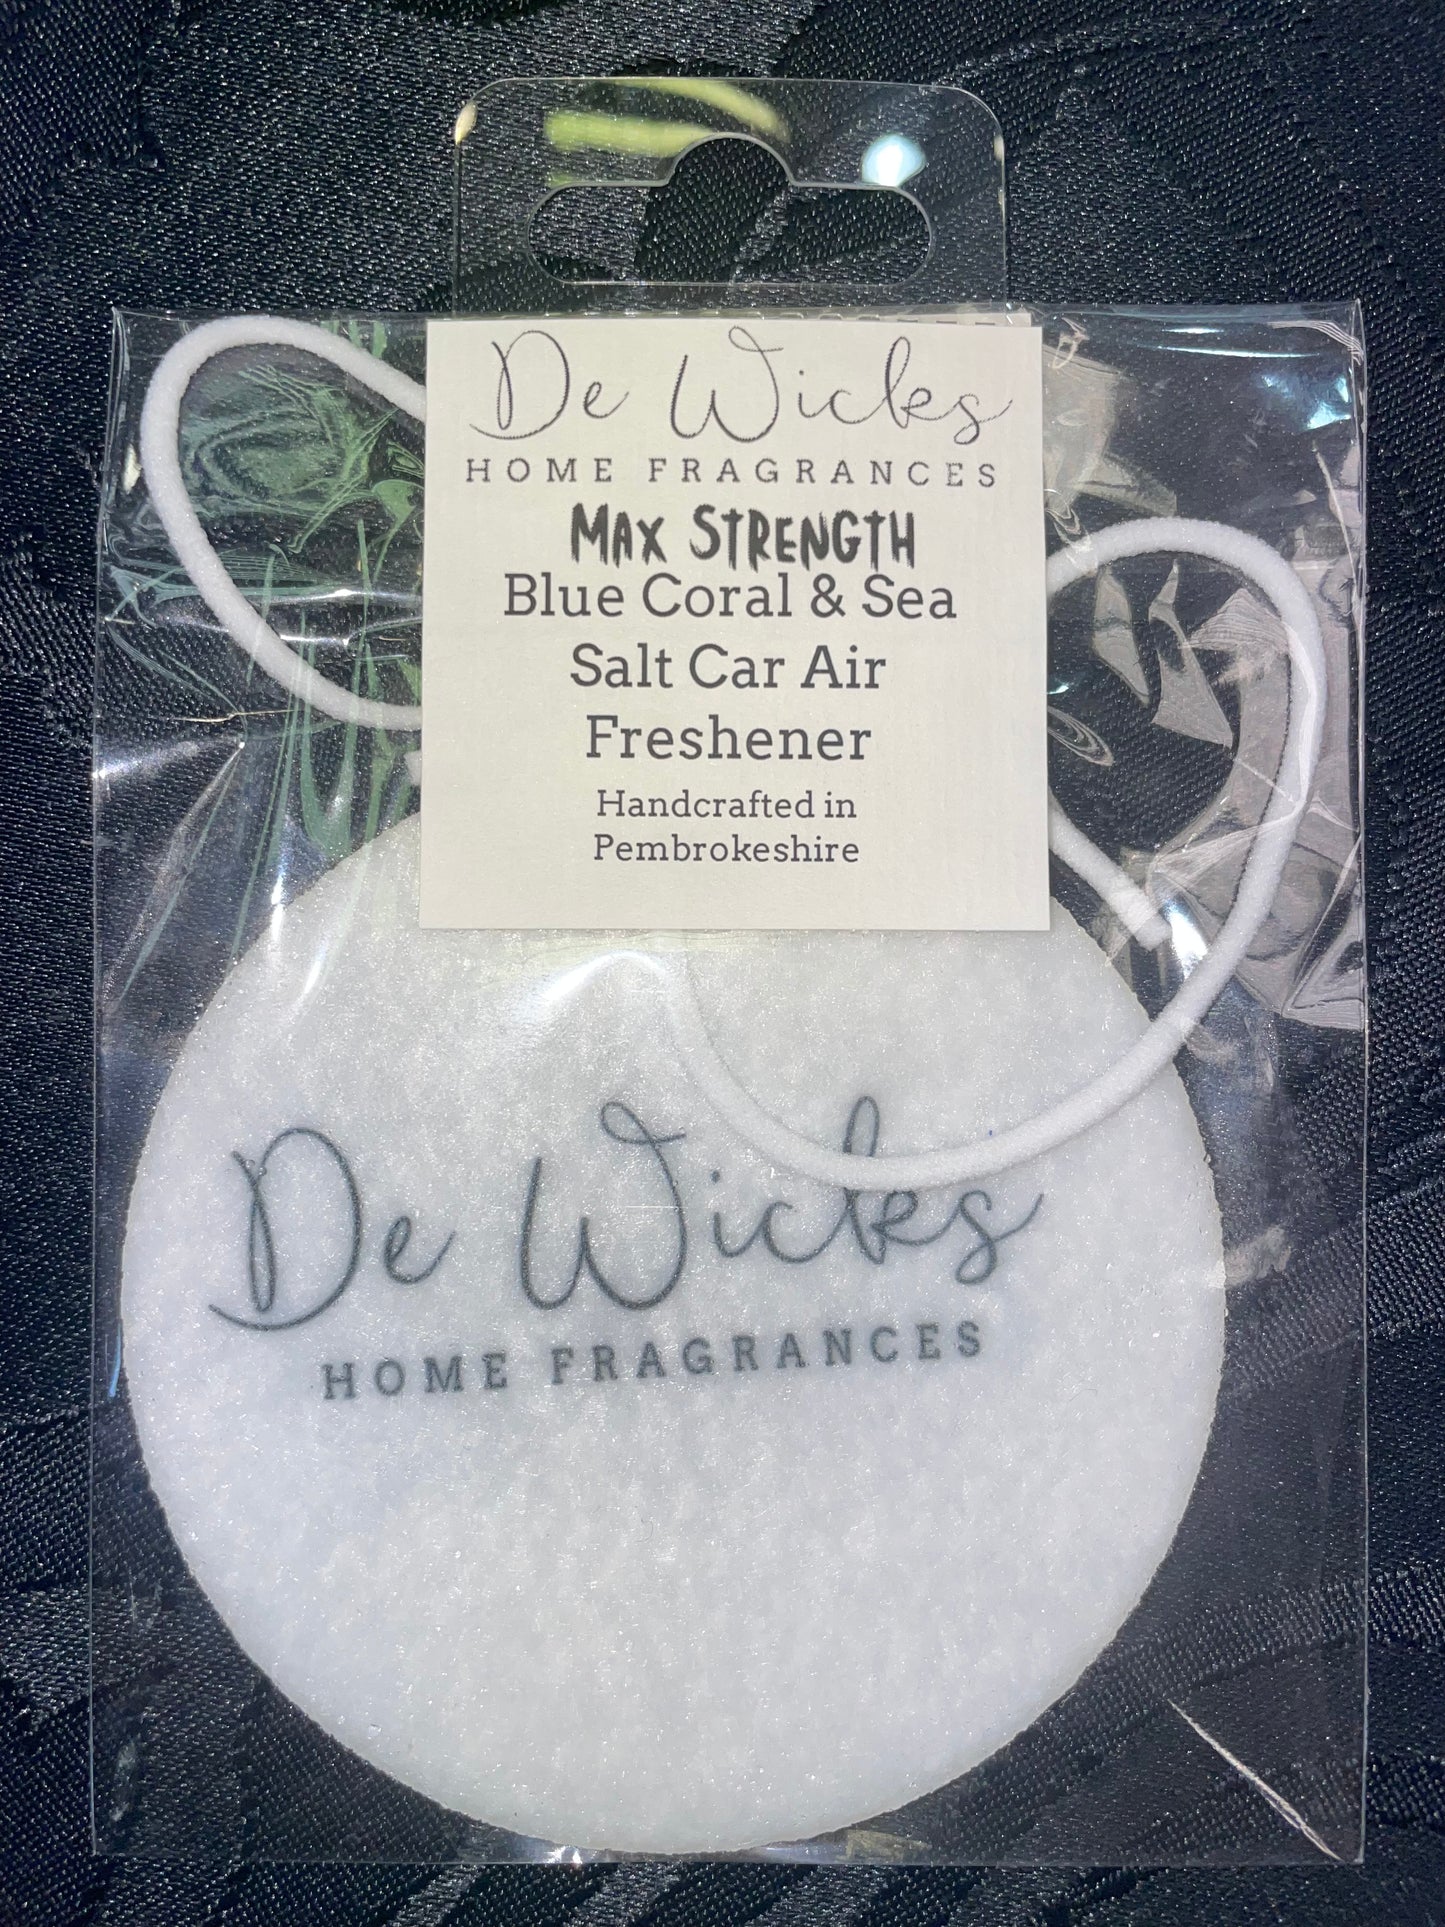 De Wicks
HOME FRAGRANCES
MAX STRENGTH
Blue Coral & Sea
Salt Car Air
Freshener
Handcrafted in
Pembrokeshire
De Wicks
HOME FRAGRANCES